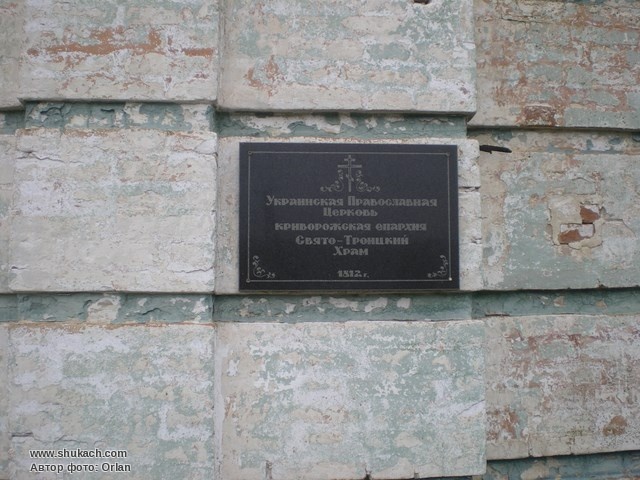 Украинская Православная
Церковь
криворожская епархия
Свято-Троицкий
Храм
1812 г.
www.shukach.com
Автор фото: Orlan